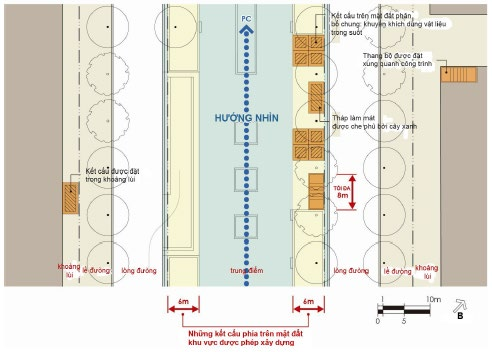 PC
Kết cấu trên mặt đất phân
bổ chung: khuyến khích dùng vật liệu
trong suốt
Thang bộ được đặt
xung quanh công trình
HƯỚNG NHÌN
Tháp làm mát
được che phủ bởi cây xanh
Kết cấu được đặt
trong khoảng lùi
TỐI ĐA
8m
khoảng
lùi
lề đường
lòng đường
trung điểm
lòng đường
lề đường
khoảng
lùi
6m
6m
Những kết cấu phía trên mặt đất
khu vực được phép xây dựng
0
5
10m
B